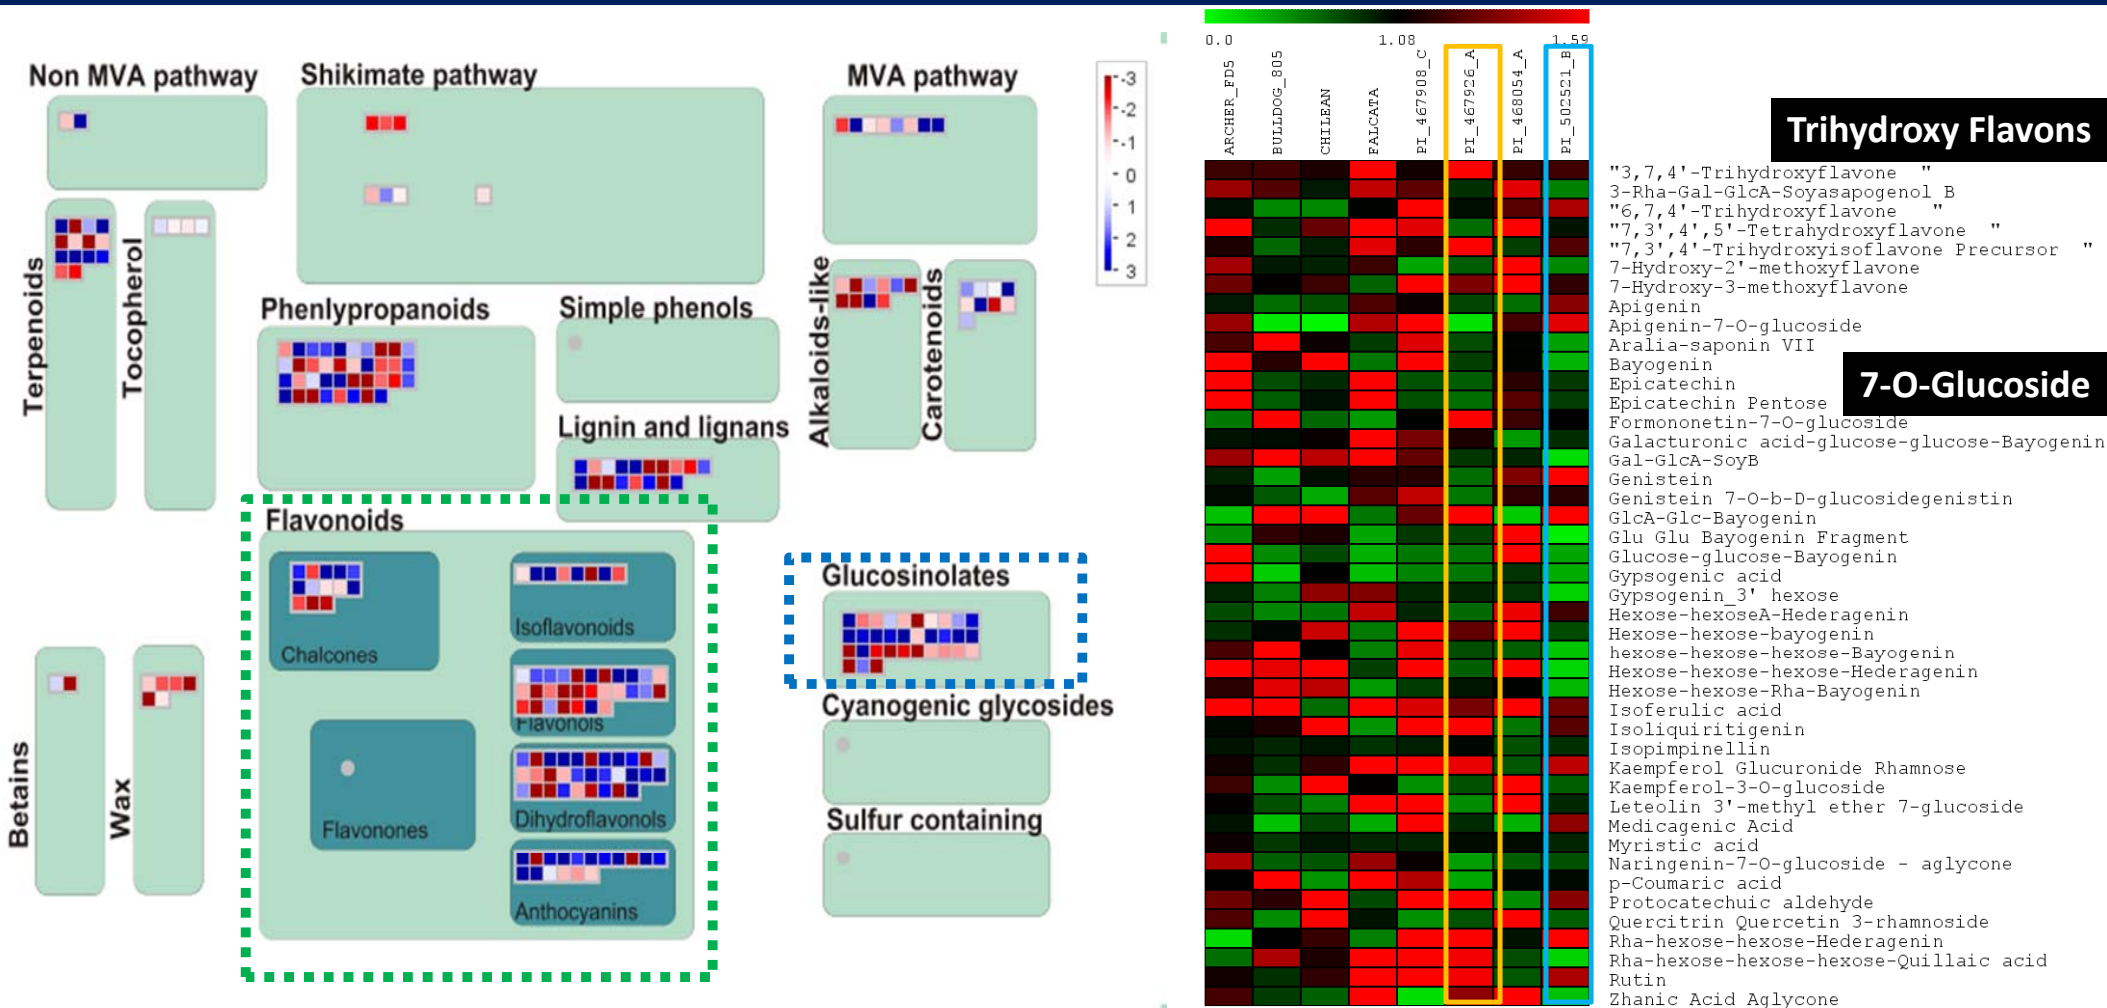 Non MVA pathway
Shikimate pathway
MVA pathway
-3
-2
-1
0
1
2
3
Terpenoids
Tocopherol
Phenlypropanoids
Simple phenols
Alkaloids-like
Carotenoids
Lignin and lignans
Flavonoids
Chalcones
Isoflavonoids
Flavonols
Flavonones
Dihydroflavonols
Anthocyanins
Glucosinolates
Cyanogenic glycosides
Sulfur containing
Betains
Wax
0.0 1.08 1.59
ARCHER_FD5
BULLDOG_805
CHILEAN
FALCATA
PI_467908_C
PI_467926_A
PI_468054_A
PI_502521_B
Trihydroxy Flavons
"3,7,4'-Trihydroxyflavone "
3-Rha-Gal-GlcA-Soyasapogenol B
"6,7,4'-Trihydroxyflavone "
"7,3',4',5'-Tetrahydroxyflavone "
"7,3',4'-Trihydroxyisoflavone Precursor "
7-Hydroxy-2'-methoxyflavone
7-Hydroxy-3-methoxyflavone
Apigenin
Apigenin-7-O-glucoside
Aralia-saponin VII
Bayogenin
7-O-Glucoside
Epicatechin
Epicatechin Pentose
Formononetin-7-O-glucoside
Galacturonic acid-glucose-glucose-Bayogenin
Gal-GlcA-SoyB
Genistein
Genistein 7-O-b-D-glucosidegenistin
GlcA-Glc-Bayogenin
Glu Glu Bayogenin Fragment
Glucose-glucose-Bayogenin
Gypsogenic acid
Gypsogenin_3' hexose
Hexose-hexoseA-Hederagenin
Hexose-hexose-bayogenin
hexose-hexose-hexose-Bayogenin
Hexose-hexose-hexose-Hederagenin
Hexose-hexose-Rha-Bayogenin
Isoferulic acid
Isoliquiritigenin
Isopimpinellin
Kaempferol Glucuronide Rhamnose
Kaempferol-3-O-glucoside
Leteolin 3'-methyl ether 7-glucoside
Medicagenic Acid
Myristic acid
Naringenin-7-O-glucoside - aglycone
p-Coumaric acid
Protocatechuic aldehyde
Quercitrin Quercetin 3-rhamnoside
Rha-hexose-hexose-Hederagenin
Rha-hexose-hexose-hexose-Quillaic acid
Rutin
Zhanic Acid Aglycone